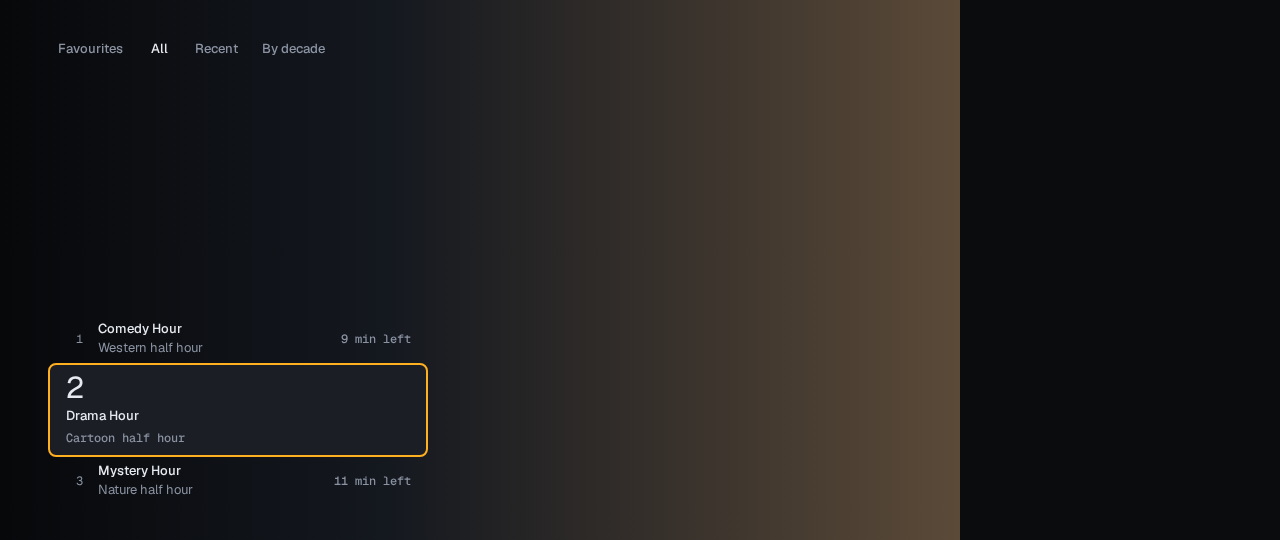 Favourites All Recent By decade
1 Comedy Hour 9 min left
Western half hour
2
Drama Hour
Cartoon half hour
3 Mystery Hour 11 min left
Nature half hour